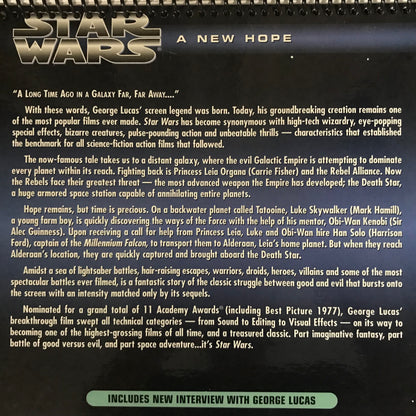 STAR
WARS
A NEW HOPE
"A LONG TIME AGO IN A GALAXY FAR, FAR AWAY...."
With these words, George Lucas' screen legend was born. Today, his groundbreaking creation remains one
of the most popular films ever made. Star Wars has become synonymous with high-tech wizardry, eye-popping
special effects, bizarre creatures, pulse-pounding action and unbeatable thrills — characteristics that established
the benchmark for all science-fiction action films that followed.
The now-famous tale takes us to a distant galaxy, where the evil Galactic Empire is attempting to dominate
every planet within its reach. Fighting back is Princess Leia Organa (Carrie Fisher) and the Rebel Alliance. Now
the Rebels face their greatest threat — the most advanced weapon the Empire has developed; the Death Star,
a huge armored space station capable of annihilating entire planets.
Hope remains, but time is precious. On a backwater planet called Tatooine, Luke Skywalker (Mark Hamill),
a young farm boy, is quickly discovering the ways of the Force with the help of his mentor, Obi-Wan Kenobi (Sir
Alec Guinness). Upon receiving a call for help from Princess Leia, Luke and Obi-Wan hire Han Solo (Harrison
Ford), captain of the Millennium Falcon, to transport them to Alderaan, Leia's home planet. But when they reach
Alderaan's location, they are quickly captured and brought aboard the Death Star.
Amidst a sea of lightsaber battles, hair-raising escapes, warriors, droids, heroes, villains and some of the most
spectacular battles ever filmed, is a fantastic story of the classic struggle between good and evil that bursts onto
the screen with an intensity matched only by its sequels.
Nominated for a grand total of 11 Academy Awards® (including Best Picture 1977), George Lucas'
breakthrough film swept all technical categories — from Sound to Editing to Visual Effects — on its way to
becoming one of the highest-grossing films of all time, and a treasured classic. Part imaginative fantasy, part
battle of good versus evil, and part space adventure...it's Star Wars.
INCLUDES NEW INTERVIEW WITH GEORGE LUCAS